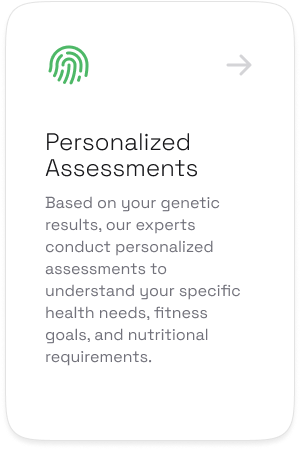 Personalized
Assessments
Based on your genetic
results, our experts
conduct personalized
assessments to
understand your specific
health needs, fitness
goals, and nutritional
requirements.